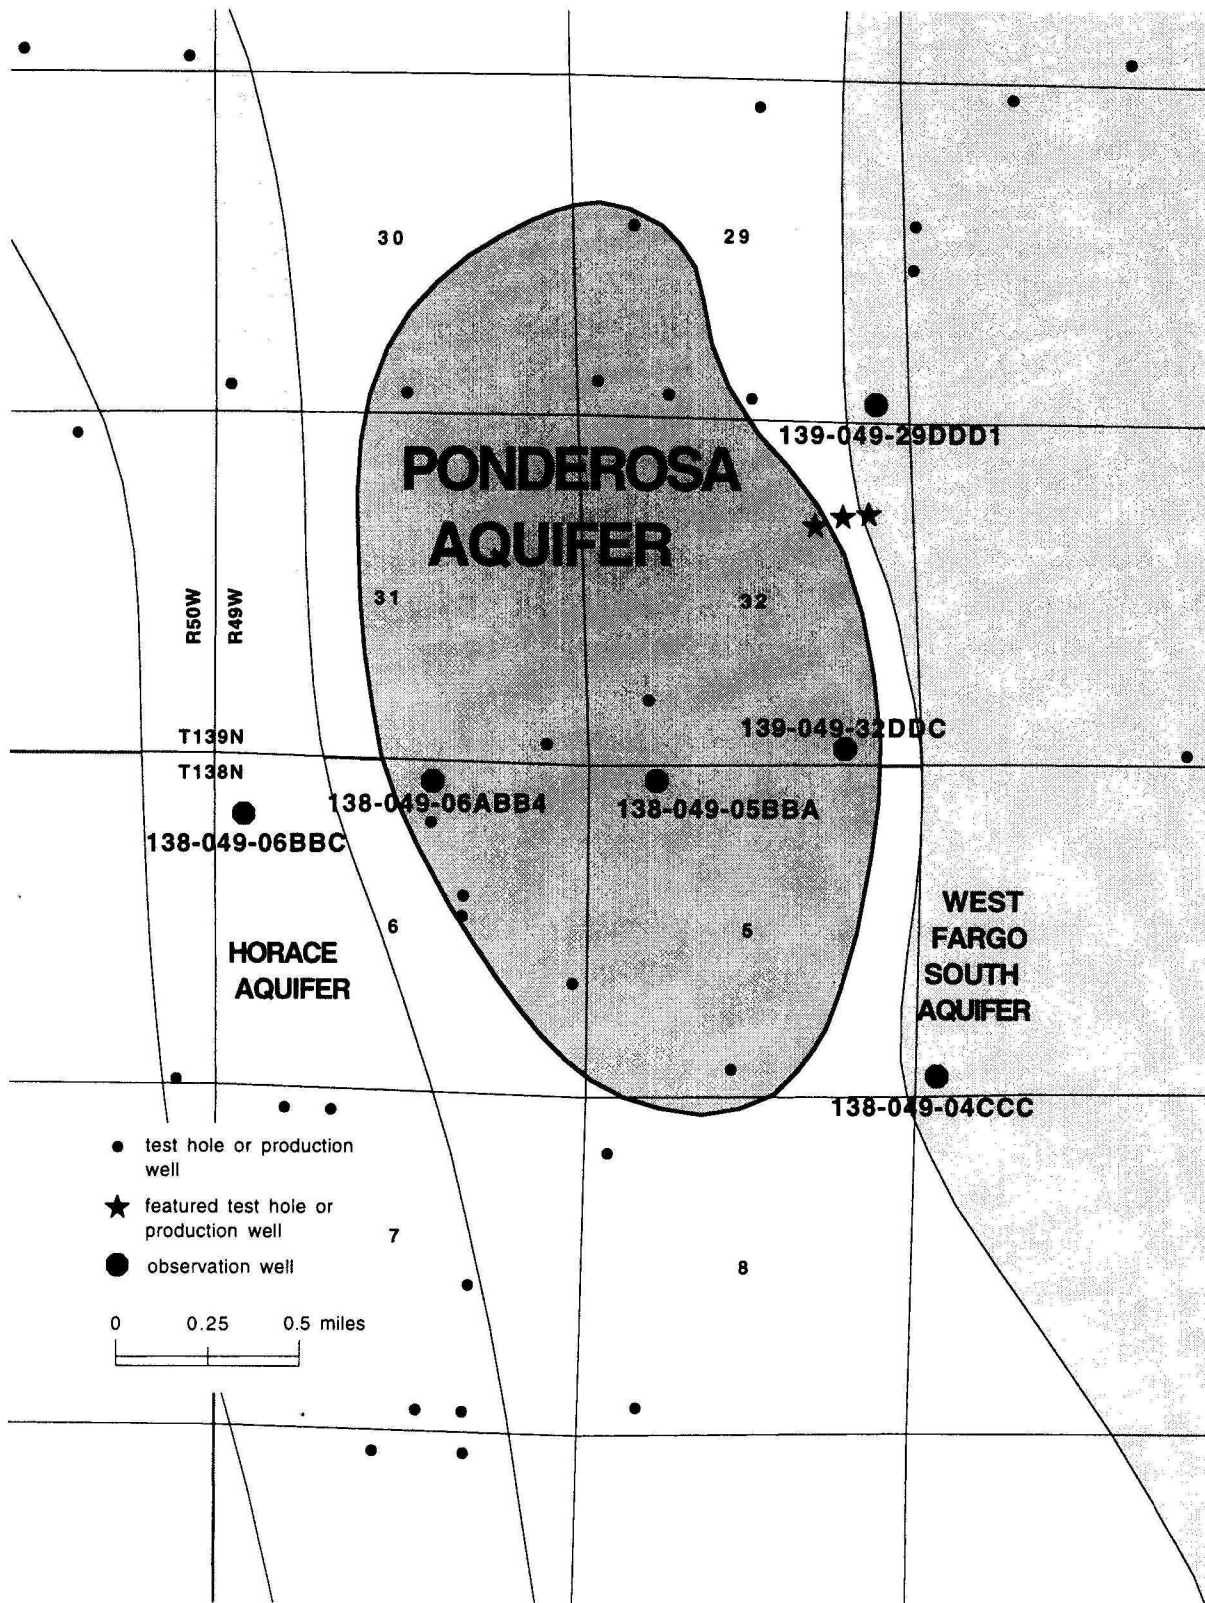 30
29
139-049-29DDD1
PONDEROSA
AQUIFER
R50W
R49W
31
32
T139N
139-049-32DDC
T138N
138-049-06ABB4
138-049-05BBA
138-049-06BBC
WEST
FARGO
SOUTH
AQUIFER
6
5
HORACE
AQUIFER
138-049-04CCC
test hole or production
well
featured test hole or
production well
observation well
7
8
0 0.25 0.5 miles